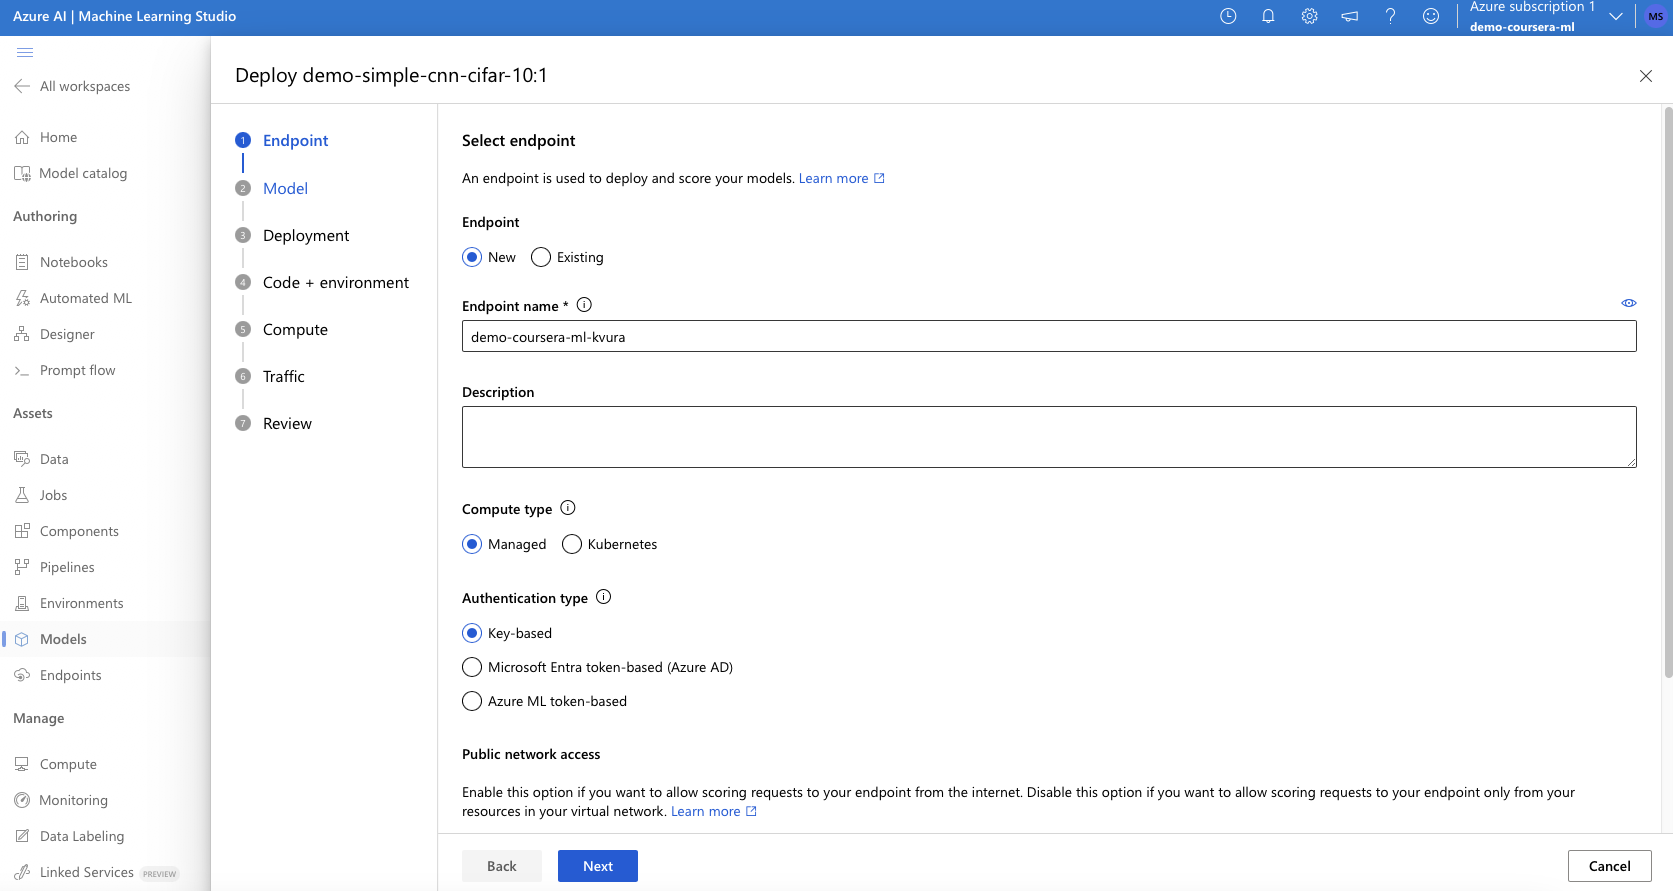 Azure AI | Machine Learning Studio
Azure subscription 1
demo-coursera-ml
MS
All workspaces
Home
Model catalog
Authoring
Notebooks
Automated ML
Designer
Prompt flow
Assets
Data
Jobs
Components
Pipelines
Environments
Models
Endpoints
Manage
Compute
Monitoring
Data Labeling
Linked Services PREVIEW
Deploy demo-simple-cnn-cifar-10:1
1 Endpoint
2 Model
3 Deployment
4 Code + environment
5 Compute
6 Traffic
7 Review
Select endpoint
An endpoint is used to deploy and score your models. Learn more
Endpoint
New Existing
Endpoint name *
demo-coursera-ml-kvura
Description
Compute type
Managed Kubernetes
Authentication type
Key-based
Microsoft Entra token-based (Azure AD)
Azure ML token-based
Public network access
Enable this option if you want to allow scoring requests to your endpoint from the internet. Disable this option if you want to allow scoring requests to your endpoint only from your
resources in your virtual network. Learn more
Back Next Cancel